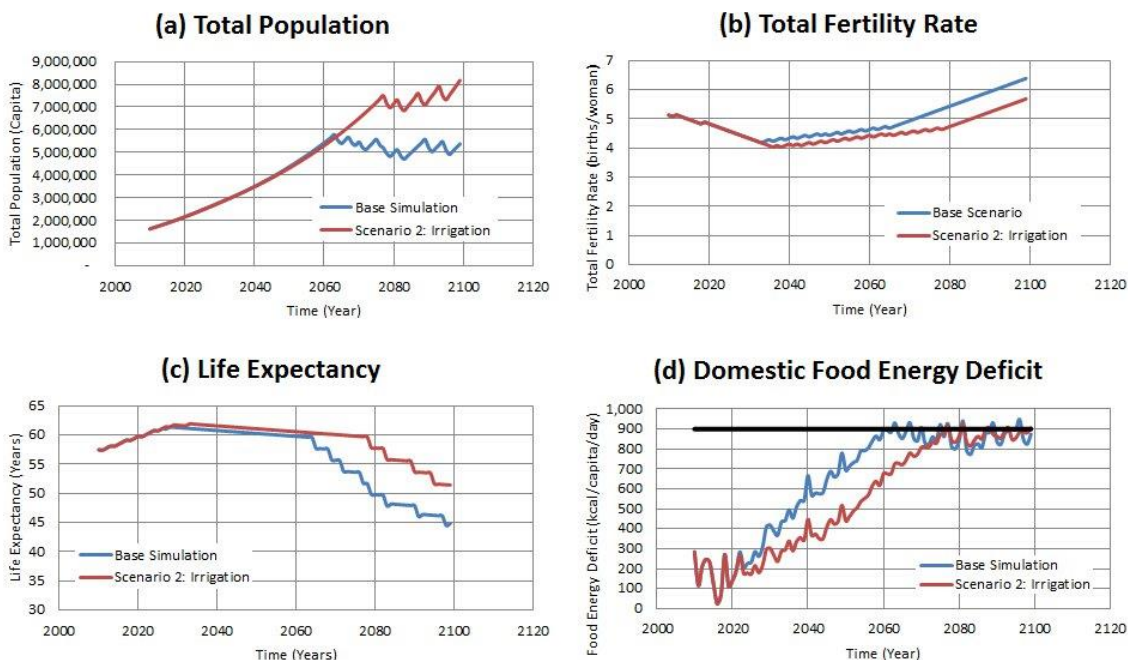 (a) Total Population
Total Population (Capita)
9,000,000
8,000,000
7,000,000
6,000,000
5,000,000
4,000,000
3,000,000
2,000,000
1,000,000
-
Base Simulation
Scenario 2: Irrigation
2000 2020 2040 2060 2080 2100 2120
Time (Year)
(b) Total Fertility Rate
Total Fertility Rate (births/woman)
7
6
5
4
3
2
1
0
Base Scenario
Scenario 2: Irrigation
2000 2020 2040 2060 2080 2100 2120
Time (Year)
(c) Life Expectancy
Life Expectancy (Years)
65
60
55
50
45
40
35
30
Base Simulation
Scenario 2: Irrigation
2000 2020 2040 2060 2080 2100 2120
Time (Years)
(d) Domestic Food Energy Deficit
Food Energy Deficit (kcal/capita/day)
1,000
900
800
700
600
500
400
300
200
100
0
Base Simulation
Scenario 2: Irrigation
2000 2020 2040 2060 2080 2100 2120
Time (Year)